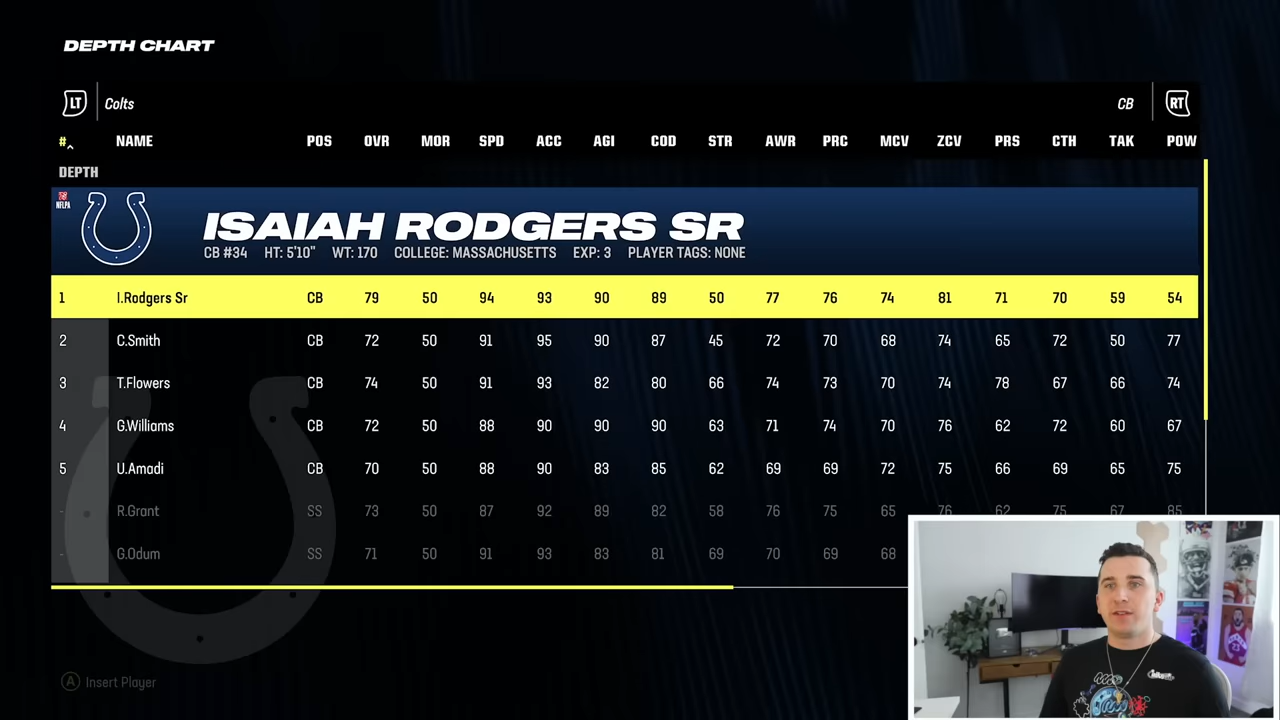 DEPTH CHART
LT Colts CB RT
# NAME POS OVR MOR SPD ACC AGI COD STR AWR PRC MCV ZCV PRS CTH TAK POW
DEPTH
NFLPA
ISAIAH RODGERS SR
CB #34 HT: 5'10" WT: 170 COLLEGE: MASSACHUSETTS EXP: 3 PLAYER TAGS: NONE
1 I.Rodgers Sr CB 79 50 94 93 90 89 50 77 76 74 81 71 70 59 54
2 C.Smith CB 72 50 91 95 90 87 45 72 70 68 74 65 72 50 77
3 T.Flowers CB 74 50 91 93 82 80 66 74 73 70 74 78 67 66 74
4 G.Williams CB 72 50 88 90 90 90 63 71 74 70 76 62 72 60 67
5 U.Amadi CB 70 50 88 90 83 85 62 69 69 72 75 66 69 65 75
- R.Grant SS 73 50 87 92 89 82 58 76 75 65 76 62 75 67 85
- G.Odum SS 71 50 91 93 83 81 69 70 69 68
A Insert Player